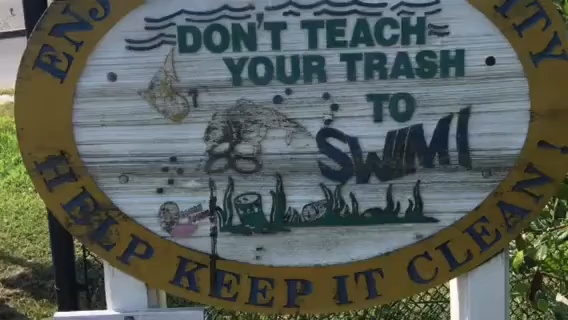 ENJ
ITY
DON'T TEACH
YOUR TRASH
TO
SWIM!
HELP KEEP IT CLEAN!